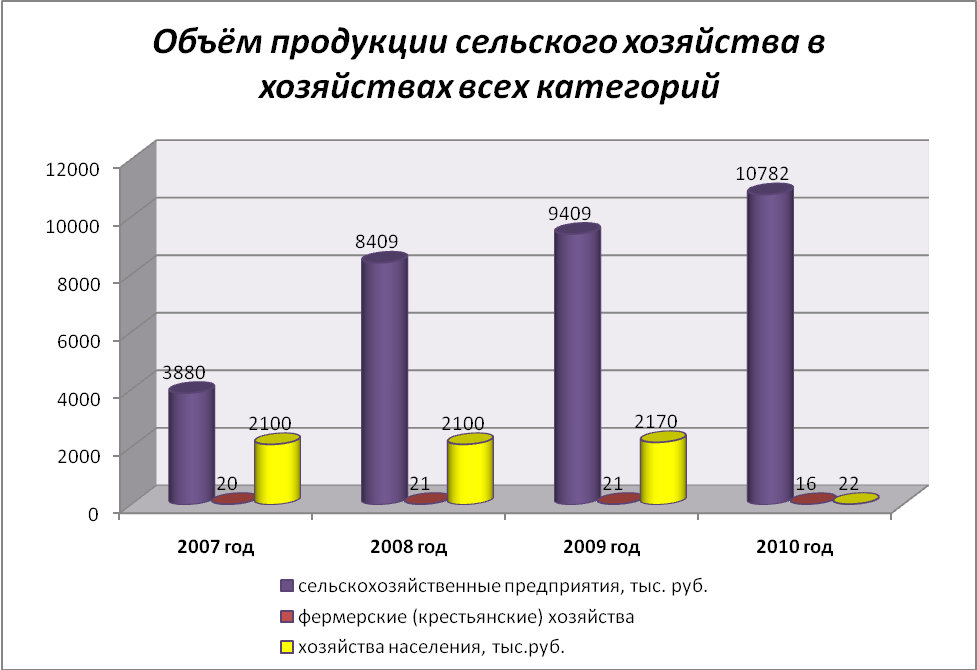 Объём продукции сельского хозяйства в
хозяйствах всех категорий
12000
10000
8000
6000
4000
2000
0
3880
20
2100
8409
21
2100
9409
21
2170
10782
16
22
2007 год
2008 год
2009 год
2010 год
сельскохозяйственные предприятия, тыс. руб.
фермерские (крестьянские) хозяйства
хозяйства населения, тыс.руб.